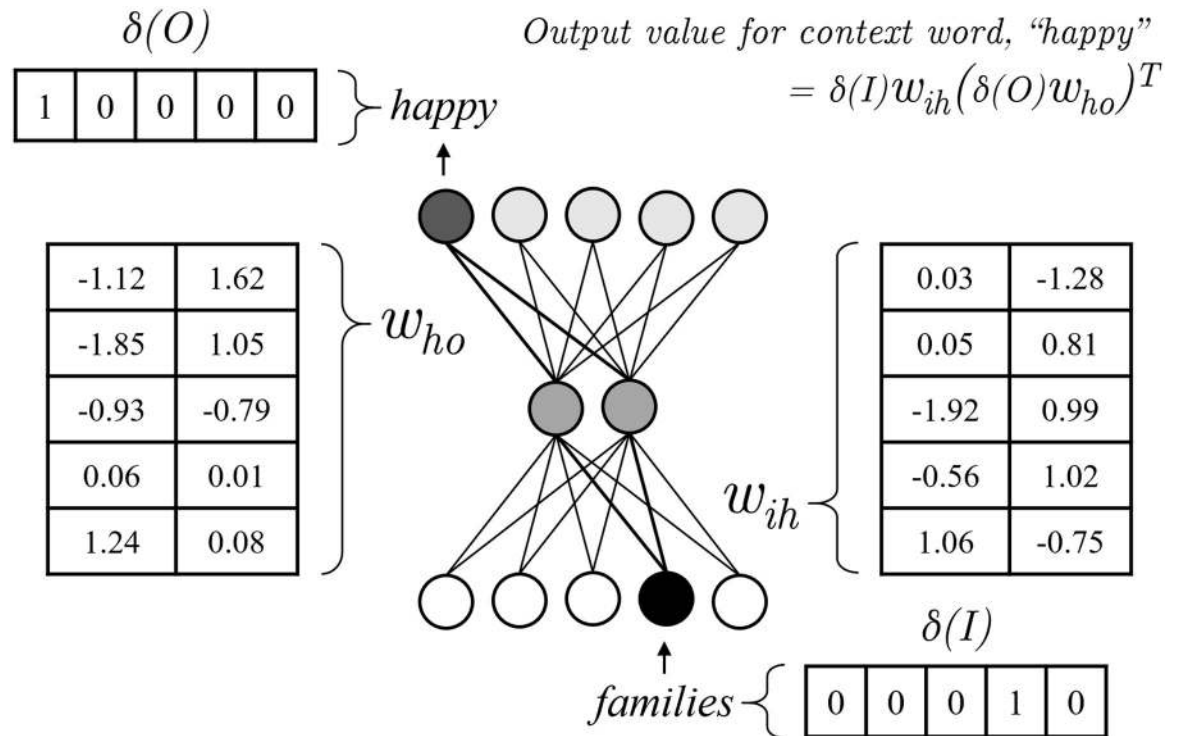 δ(O)
Output value for context word, “happy”
= δ(I)w_ih(δ(O)w_ho)^T
1 0 0 0 0
happy
-1.12 1.62
-1.85 1.05
-0.93 -0.79
0.06 0.01
1.24 0.08
w_ho
0.03 -1.28
0.05 0.81
-1.92 0.99
-0.56 1.02
1.06 -0.75
w_ih
δ(I)
families
0 0 0 1 0